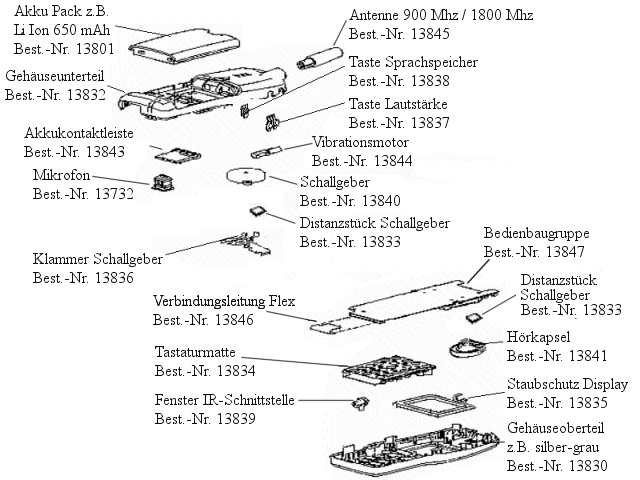 Akku Pack z.B.
Li Ion 650 mAh
Best.-Nr. 13801
Antenne 900 Mhz / 1800 Mhz
Best.-Nr. 13845
Taste Sprachspeicher
Best.-Nr. 13838
Gehäuseunterteil
Best.-Nr. 13832
Taste Lautstärke
Best.-Nr. 13837
Akkukontaktleiste
Best.-Nr. 13843
Vibrationsmotor
Best.-Nr. 13844
Mikrofon
Best.-Nr. 13732
Schallgeber
Best.-Nr. 13840
Distanzstück Schallgeber
Best.-Nr. 13833
Klammer Schallgeber
Best.-Nr. 13836
Bedienbaugruppe
Best.-Nr. 13847
Distanzstück
Schallgeber
Best.-Nr. 13833
Verbindungsleitung Flex
Best.-Nr. 13846
Hörkapsel
Best.-Nr. 13841
Tastaturmatte
Best.-Nr. 13834
Staubschutz Display
Best.-Nr. 13835
Fenster IR.-Schnittstelle
Best.-Nr. 13839
Gehäuseoberteil
z.B. silber-grau
Best.-Nr. 13830